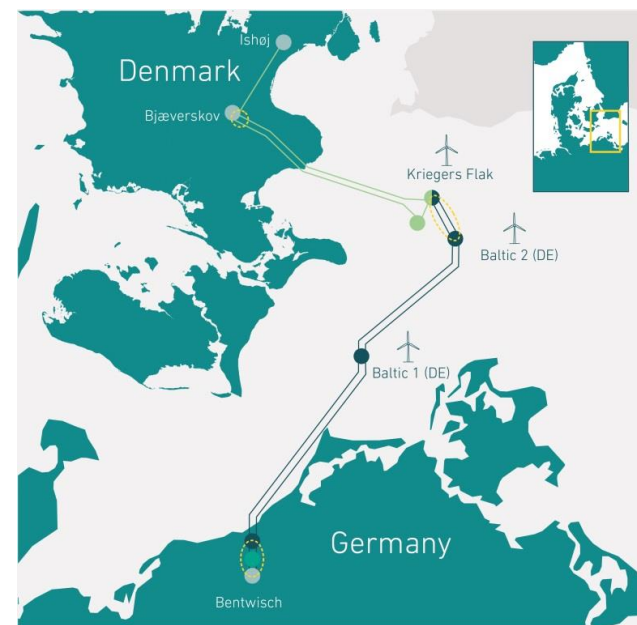 Ishøj
Denmark
Bjæverskov
Kriegers Flak
Baltic 2 (DE)
Baltic 1 (DE)
Germany
Bentwisch